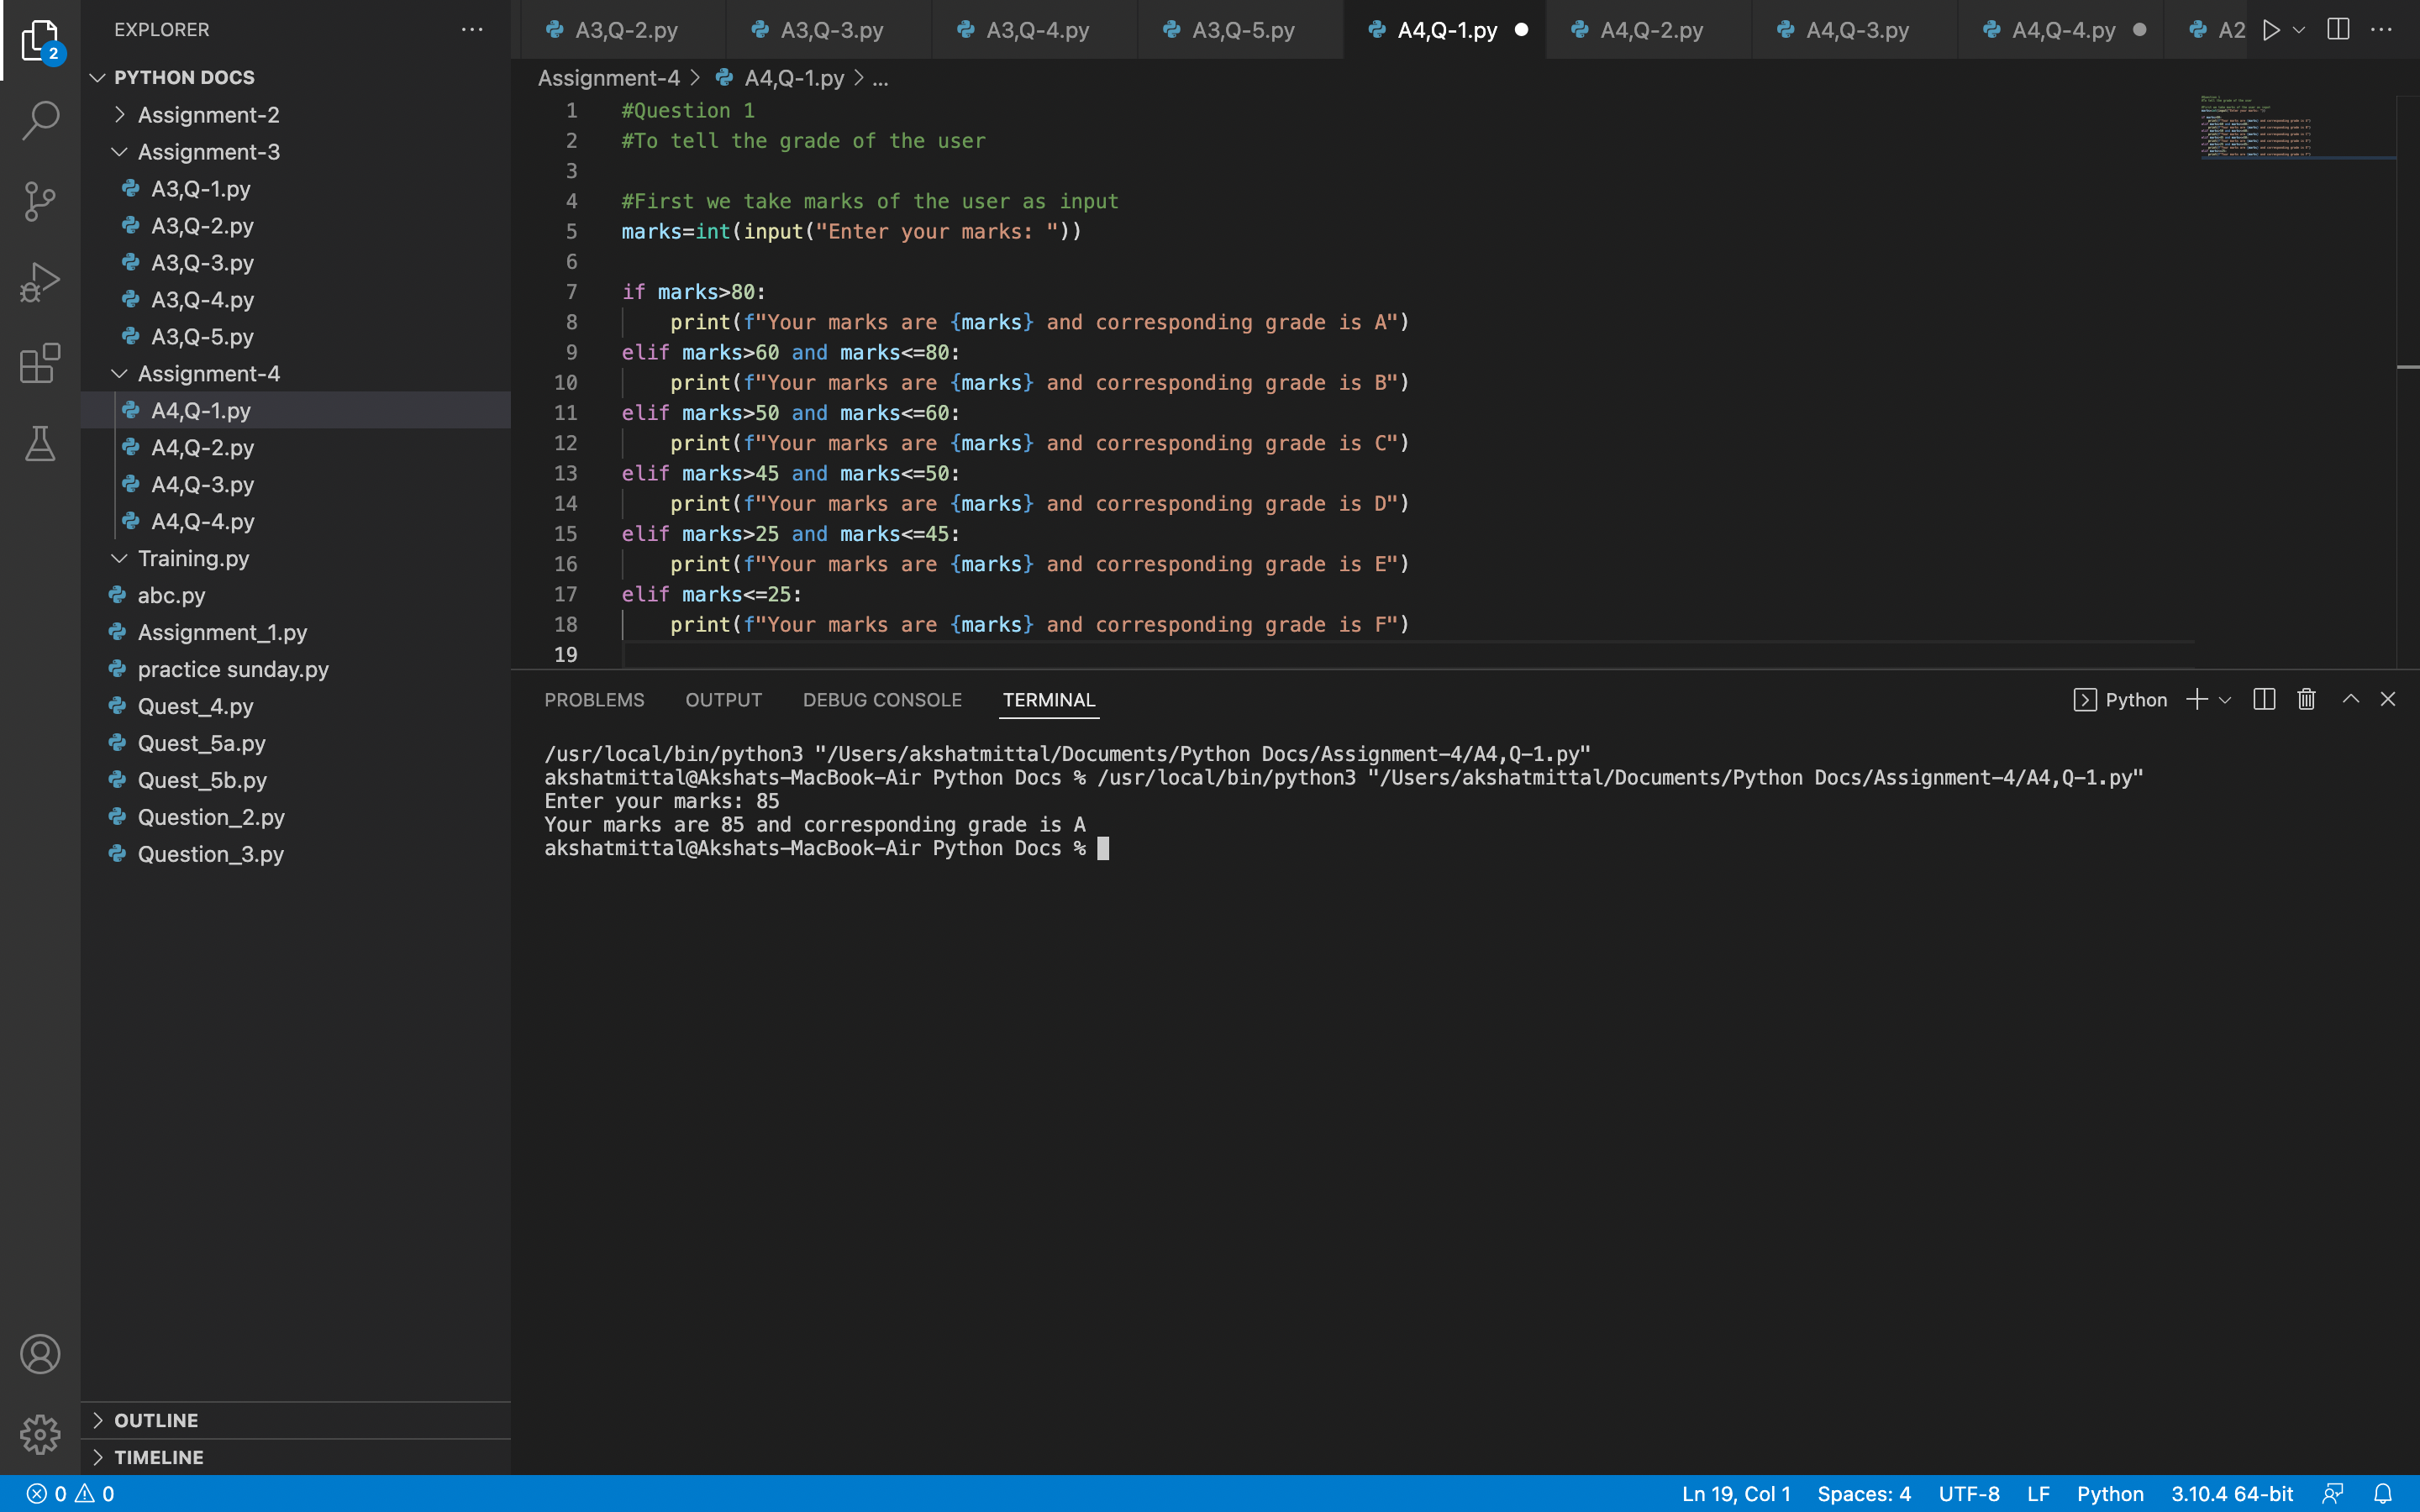 EXPLORER
PYTHON DOCS
Assignment-2
Assignment-3
A3,Q-1.py
A3,Q-2.py
A3,Q-3.py
A3,Q-4.py
A3,Q-5.py
Assignment-4
A4,Q-1.py
A4,Q-2.py
A4,Q-3.py
A4,Q-4.py
Training.py
abc.py
Assignment_1.py
practice sunday.py
Quest_4.py
Quest_5a.py
Quest_5b.py
Question_2.py
Question_3.py
OUTLINE
TIMELINE
2
A3,Q-2.py A3,Q-3.py A3,Q-4.py A3,Q-5.py A4,Q-1.py A4,Q-2.py A4,Q-3.py A4,Q-4.py A2
Assignment-4 > A4,Q-1.py > ...
1 #Question 1
2 #To tell the grade of the user
3
4 #First we take marks of the user as input
5 marks=int(input("Enter your marks: "))
6
7 if marks>80:
8 print(f"Your marks are {marks} and corresponding grade is A")
9 elif marks>60 and marks<=80:
10 print(f"Your marks are {marks} and corresponding grade is B")
11 elif marks>50 and marks<=60:
12 print(f"Your marks are {marks} and corresponding grade is C")
13 elif marks>45 and marks<=50:
14 print(f"Your marks are {marks} and corresponding grade is D")
15 elif marks>25 and marks<=45:
16 print(f"Your marks are {marks} and corresponding grade is E")
17 elif marks<=25:
18 print(f"Your marks are {marks} and corresponding grade is F")
19
PROBLEMS OUTPUT DEBUG CONSOLE TERMINAL Python
/usr/local/bin/python3 "/Users/akshatmittal/Documents/Python Docs/Assignment-4/A4,Q-1.py"
akshatmittal@Akshats-MacBook-Air Python Docs % /usr/local/bin/python3 "/Users/akshatmittal/Documents/Python Docs/Assignment-4/A4,Q-1.py"
Enter your marks: 85
Your marks are 85 and corresponding grade is A
akshatmittal@Akshats-MacBook-Air Python Docs %
0 0 Ln 19, Col 1 Spaces: 4 UTF-8 LF Python 3.10.4 64-bit